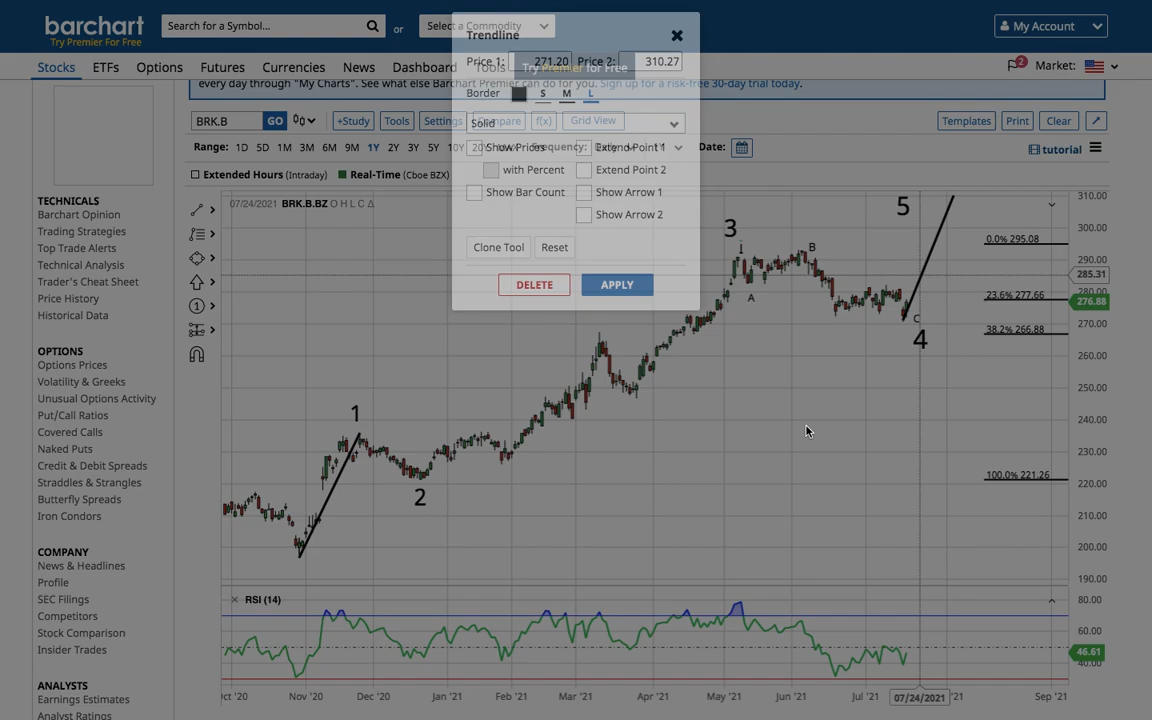 barchart
Try Premier For Free
Search for a Symbol...
or
Select a Commodity
My Account
Stocks
ETFs
Options
Futures
Currencies
News
Dashboard
Tools
Try Premier for Free
2
Market:
every day through "My Charts". See what else Barchart Premier can do for you. Sign up for a risk-free 30-day trial today.
Trendline
Price 1:
271.20
Price 2:
310.27
Border
S
M
L
Solid
Show Prices
Extend Point 1
with Percent
Extend Point 2
Show Bar Count
Show Arrow 1
Show Arrow 2
Clone Tool
Reset
DELETE
APPLY
BRK.B
GO
+Study
Tools
Settings
Compare
f(x)
Grid View
Templates
Print
Clear
Range:
1D
5D
1M
3M
6M
9M
1Y
2Y
3Y
5Y
10Y
20Y
Frequency:
Date:
tutorial
Extended Hours (Intraday)
Real-Time (Cboe BZX)
07/24/2021 BRK.B.BZ O H L C Δ
TECHNICALS
Barchart Opinion
Trading Strategies
Top Trade Alerts
Technical Analysis
Trader's Cheat Sheet
Price History
Historical Data
OPTIONS
Options Prices
Volatility & Greeks
Unusual Options Activity
Put/Call Ratios
Covered Calls
Naked Puts
Credit & Debit Spreads
Straddles & Strangles
Butterfly Spreads
Iron Condors
COMPANY
News & Headlines
Profile
SEC Filings
Competitors
Stock Comparison
Insider Trades
ANALYSTS
Earnings Estimates
Analyst Ratings
1
1
2
3
A
B
C
4
5
0.0% 295.08
23.6% 277.66
38.2% 266.88
100.0% 221.26
310.00
300.00
290.00
285.31
280.00
276.88
270.00
260.00
250.00
240.00
230.00
220.00
210.00
200.00
190.00
RSI (14)
80.00
60.00
46.61
40.00
Oct '20
Nov '20
Dec '20
Jan '21
Feb '21
Mar '21
Apr '21
May '21
Jun '21
Jul '21
07/24/2021
'21
Sep '21